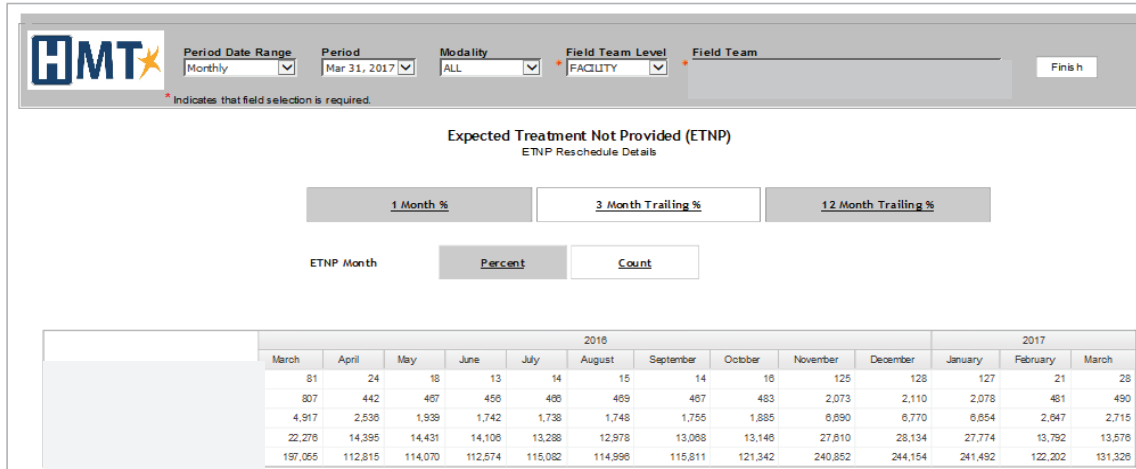 HMT
Period Date Range Period Modality Field Team Level Field Team
Monthly Mar 31, 2017 ALL * FACILITY * Finish
* Indicates that field selection is required.
Expected Treatment Not Provided (ETNP)
ETNP Reschedule Details
1 Month % 3 Month Trailing % 12 Month Trailing %
ETNP Month Percent Count
2016 2017
March April May June July August September October November December January February March
81 24 18 13 14 15 14 16 125 128 127 21 28
807 442 467 456 466 469 467 483 2,073 2,110 2,078 481 490
4,917 2,536 1,939 1,742 1,738 1,748 1,755 1,885 6,690 6,770 6,654 2,647 2,715
22,276 14,395 14,431 14,106 13,288 12,978 13,068 13,146 27,610 28,134 27,774 13,792 13,576
197,055 112,815 114,070 112,574 115,082 114,996 115,811 121,342 240,852 244,154 241,492 122,202 131,326